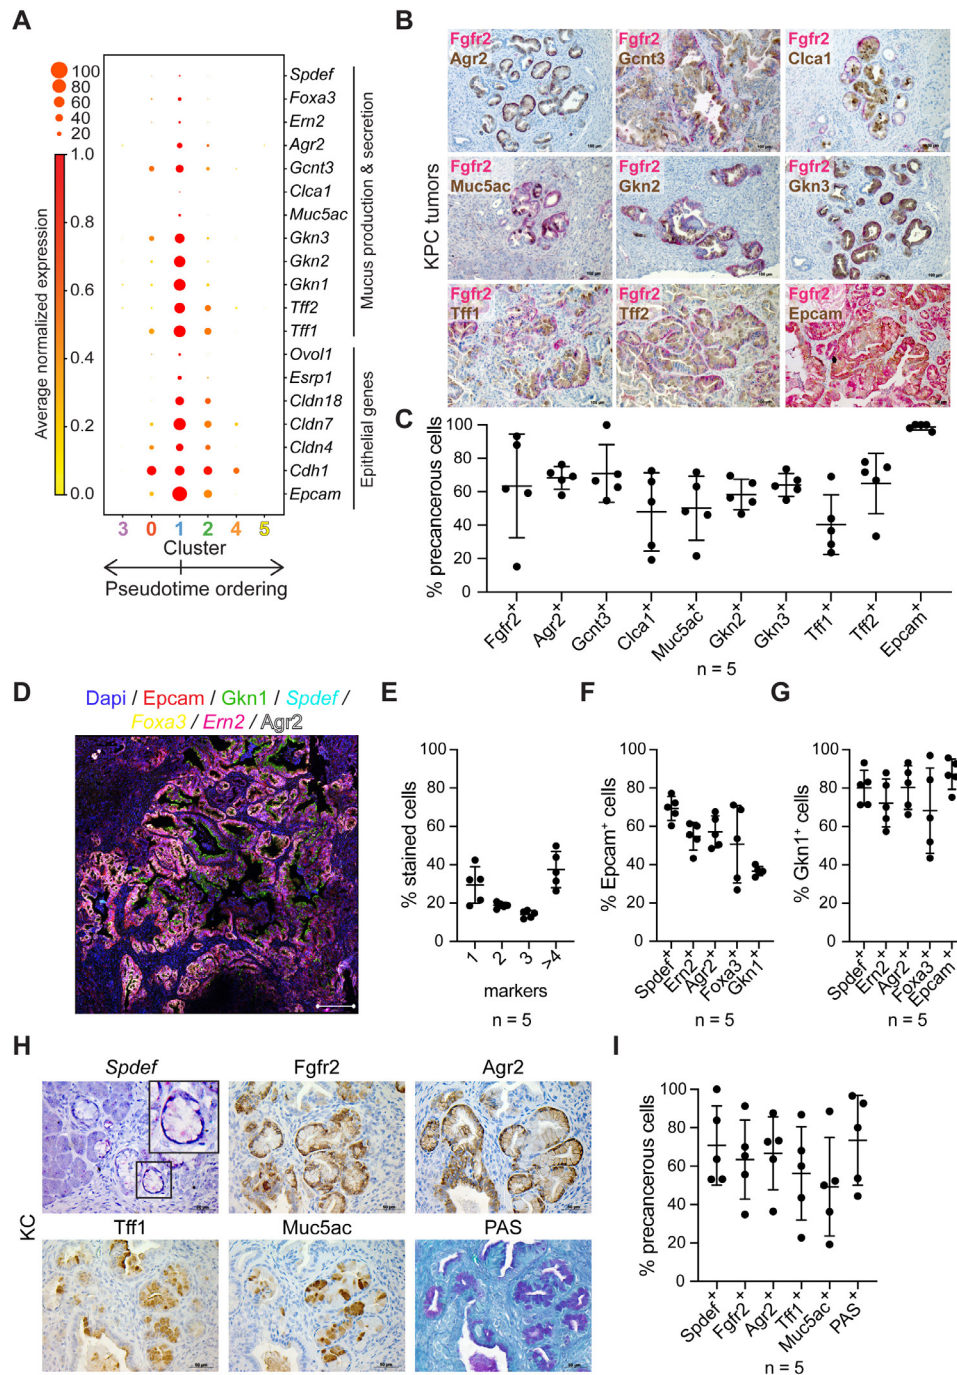 A
100
80
60
40
20
1.0
0.8
0.6
0.4
0.2
0.0
Average normalized expression
Spdef
Foxa3
Ern2
Agr2
Gcnt3
Clca1
Muc5ac
Gkn3
Gkn2
Gkn1
Tff2
Tff1
Ovol1
Esrp1
Cldn18
Cldn7
Cldn4
Cdh1
Epcam
Mucus production & secretion
Epithelial genes
3 0 1 2 4 5
Cluster
Pseudotime ordering
B
KPC tumors
Fgfr2
Agr2
Fgfr2
Gcnt3
Fgfr2
Clca1
Fgfr2
Muc5ac
Fgfr2
Gkn2
Fgfr2
Gkn3
Fgfr2
Tff1
Fgfr2
Tff2
Fgfr2
Epcam
C
% precancerous cells
100
80
60
40
20
0
Fgfr2+ Agr2+ Gcnt3+ Clca1+ Muc5ac+ Gkn2+ Gkn3+ Tff1+ Tff2+ Epcam+
n = 5
D
Dapi / Epcam / Gkn1 / Spdef /
Foxa3 / Ern2 / Agr2
E
% stained cells
100
80
60
40
20
0
1 2 3 >4
markers
n = 5
F
% Epcam+ cells
100
80
60
40
20
0
Spdef+ Ern2+ Agr2+ Foxa3+ Gkn1+
n = 5
G
% Gkn1+ cells
100
80
60
40
20
0
Spdef+ Ern2+ Agr2+ Foxa3+ Epcam+
n = 5
H
KC
Spdef Fgfr2 Agr2
Tff1 Muc5ac PAS
I
% precancerous cells
100
80
60
40
20
0
Spdef+ Fgfr2+ Agr2+ Tff1+ Muc5ac+ PAS+
n = 5